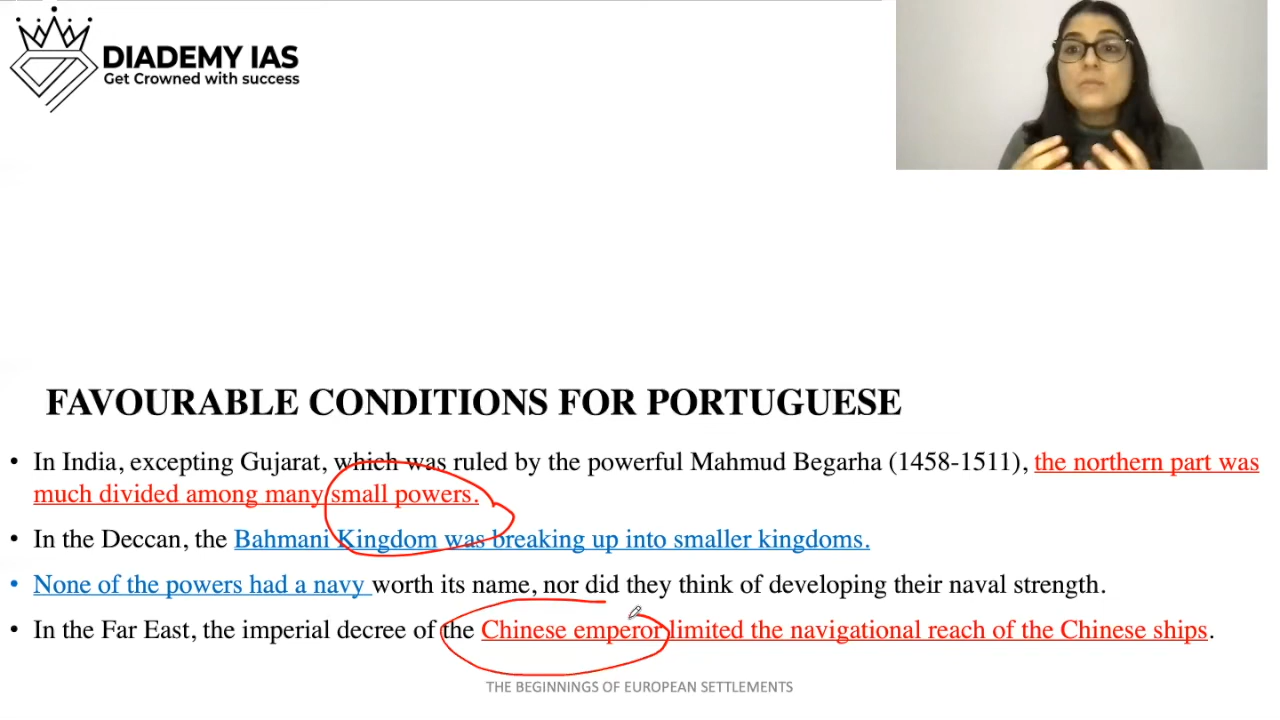 DIADEMY IAS
Get Crowned with success
FAVOURABLE CONDITIONS FOR PORTUGUESE
• In India, excepting Gujarat, which was ruled by the powerful Mahmud Begarha (1458-1511), the northern part was
much divided among many small powers.
• In the Deccan, the Bahmani Kingdom was breaking up into smaller kingdoms.
• None of the powers had a navy worth its name, nor did they think of developing their naval strength.
• In the Far East, the imperial decree of the Chinese emperor limited the navigational reach of the Chinese ships.
THE BEGINNINGS OF EUROPEAN SETTLEMENTS